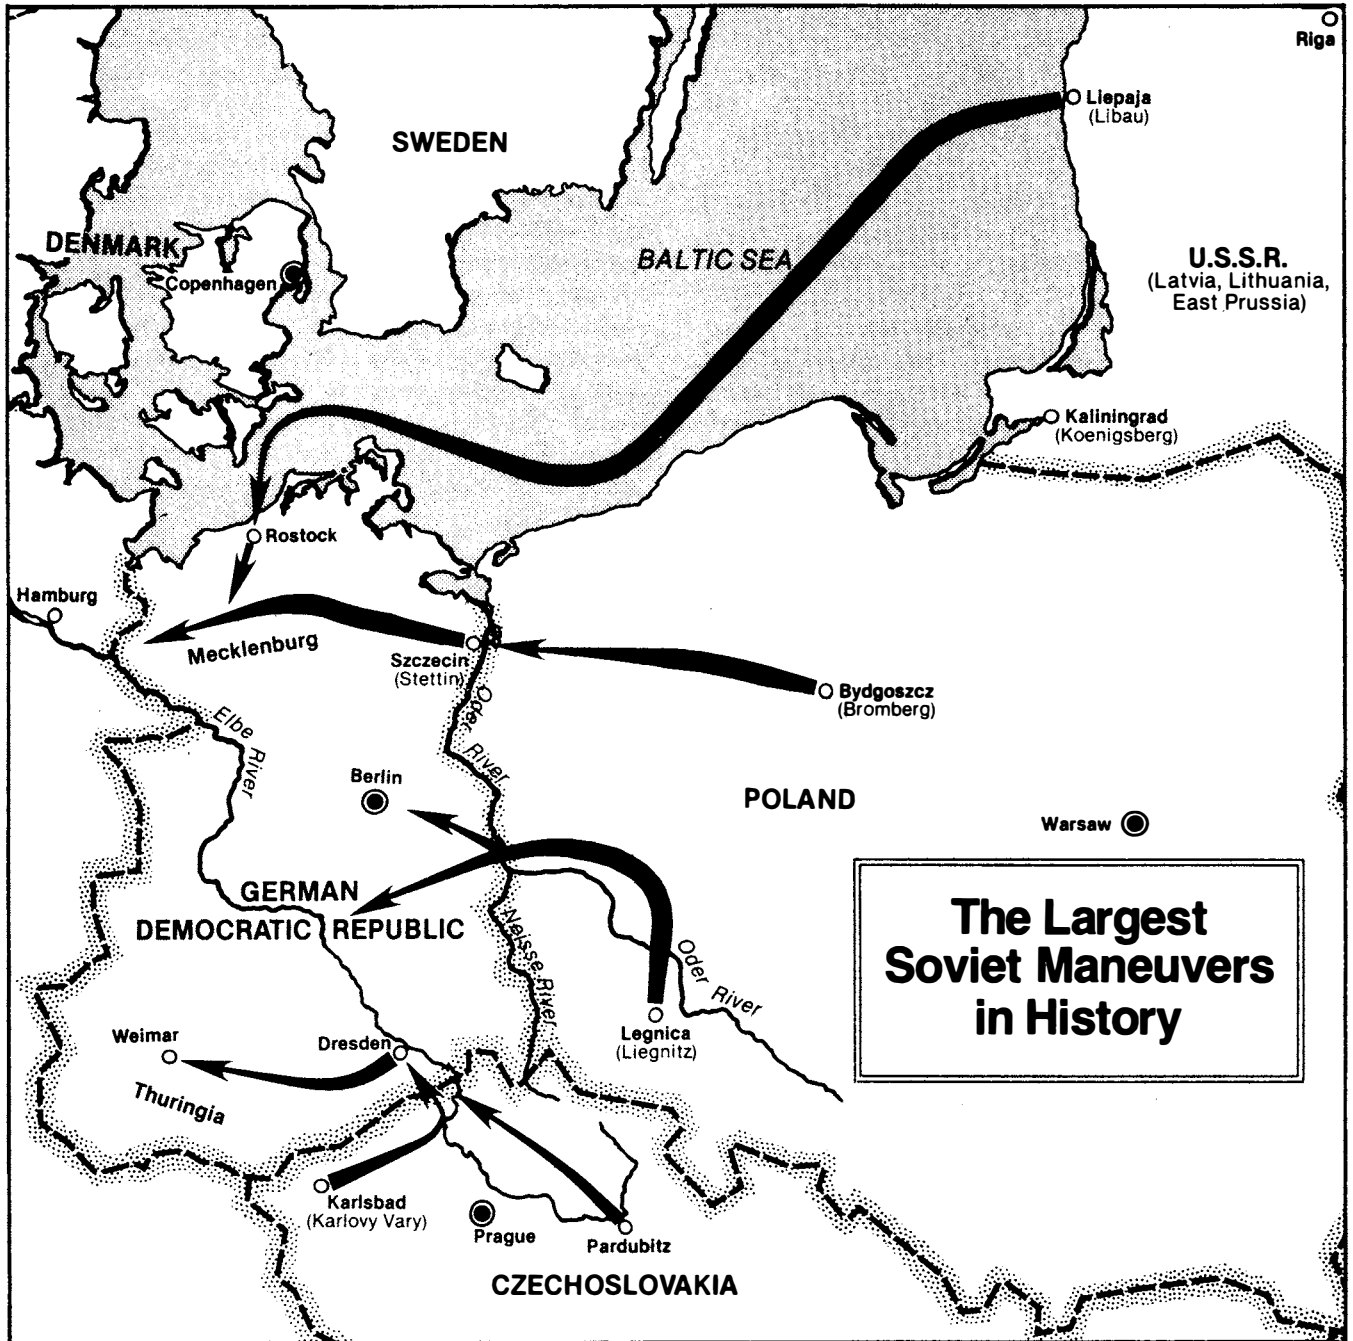 Riga
Liepaja
(Libau)
SWEDEN
DENMARK
Copenhagen
BALTIC SEA
U.S.S.R.
(Latvia, Lithuania,
East Prussia)
Kaliningrad
(Koenigsberg)
Rostock
Hamburg
Mecklenburg
Szczecin
(Stettin)
Bydgoszcz
(Bromberg)
Oder
River
Elbe
River
Berlin
POLAND
Warsaw
GERMAN
DEMOCRATIC REPUBLIC
Neisse River
Oder River
The Largest
Soviet Maneuvers
in History
Weimar
Dresden
Legnica
(Liegnitz)
Thuringia
Karlsbad
(Karlovy Vary)
Prague
Pardubitz
CZECHOSLOVAKIA